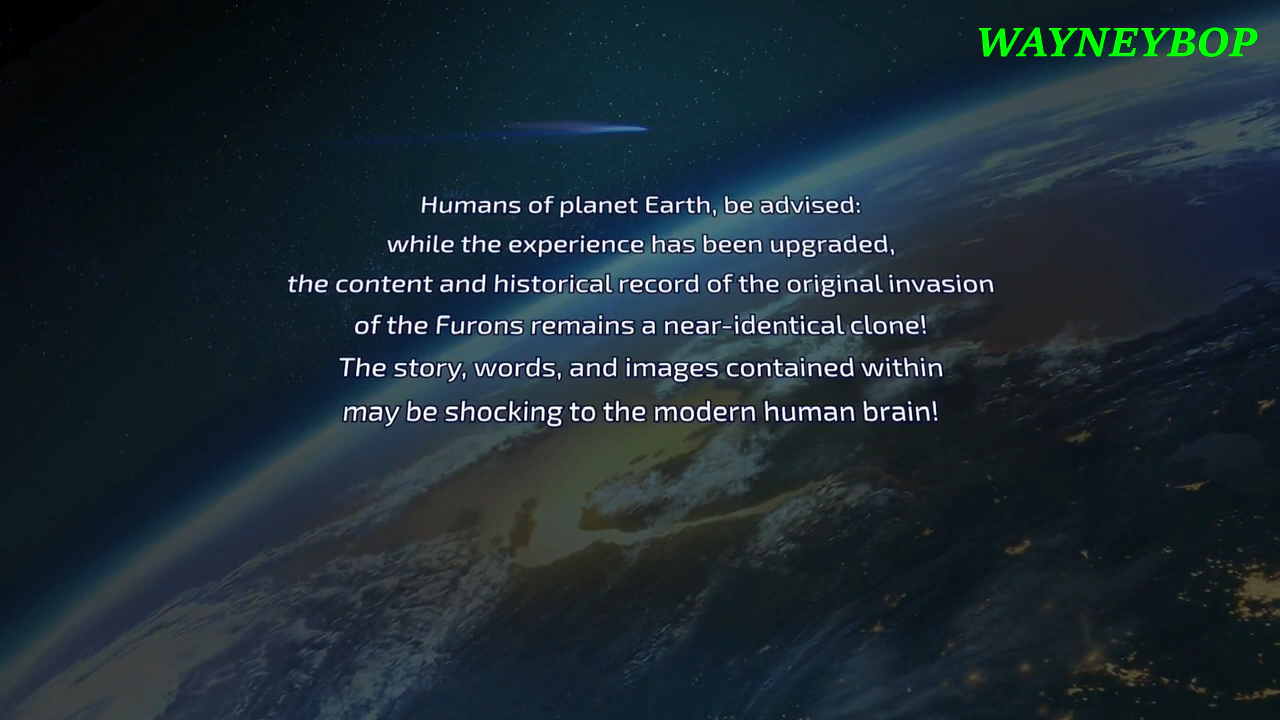 WAYNEYBOP
Humans of planet Earth, be advised:
while the experience has been upgraded,
the content and historical record of the original invasion
of the Furons remains a near-identical clone!
The story, words, and images contained within
may be shocking to the modern human brain!